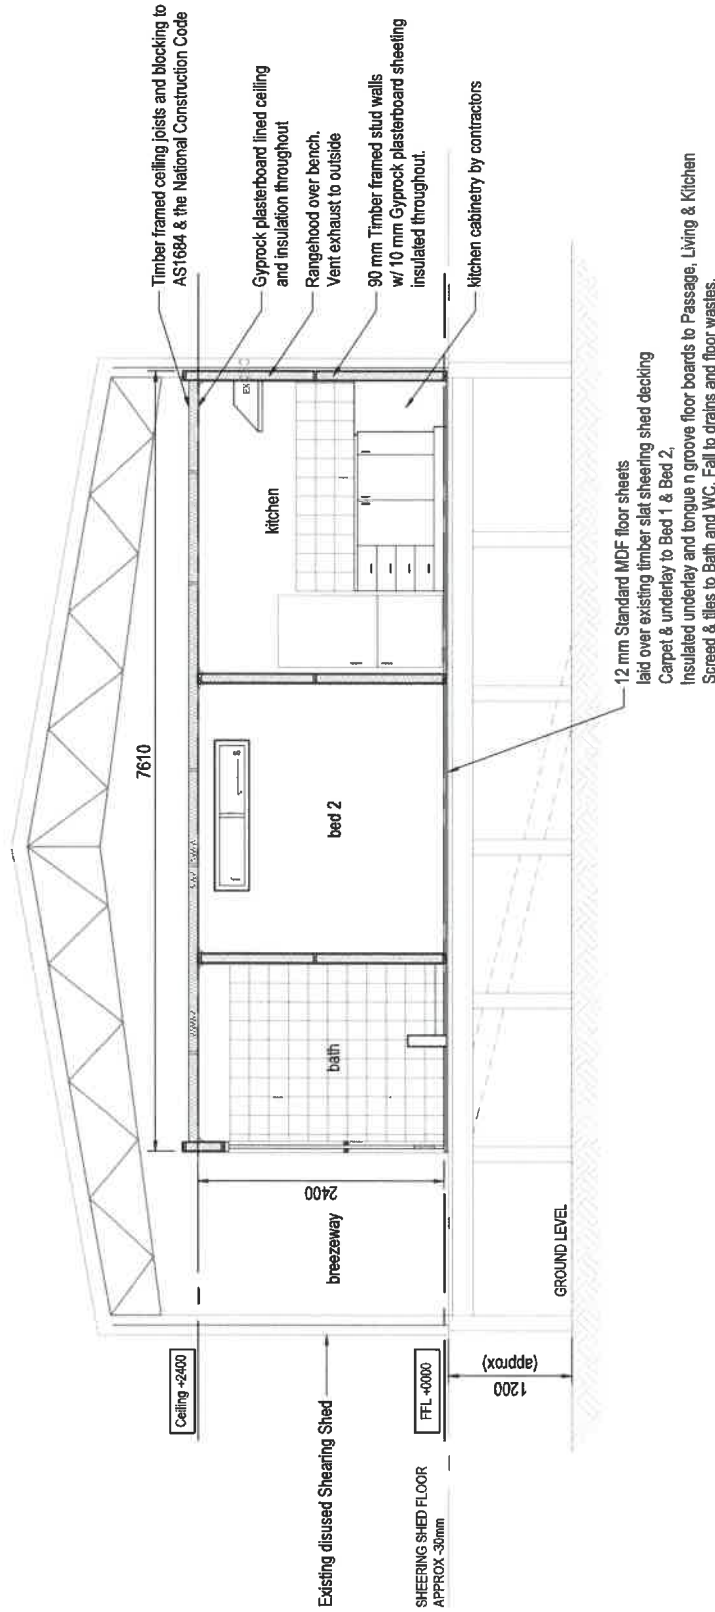 Timber framed ceiling joists and blocking to
AS1684 & the National Construction Code
Gyprock plasterboard lined ceiling
and insulation throughout
Rangehood over bench.
Vent exhaust to outside
90 mm Timber framed stud walls
w/ 10 mm Gyprock plasterboard sheeting
insulated throughout.
kitchen cabinetry by contractors
7610
Ceiling +2400
EX
kitchen
bed 2
bath
breezeway
2400
Existing disused Shearing Shed
FFL +0000
SHEERING SHED FLOOR
APPROX -30mm
1200
(approx)
GROUND LEVEL
12 mm Standard MDF floor sheets
laid over existing timber slat sheering shed decking
Carpet & underlay to Bed 1 & Bed 2,
Insulated underlay and tongue n groove floor boards to Passage, Living & Kitchen
Screed & tiles to Bath and WC. Fall to drains and floor wastes.